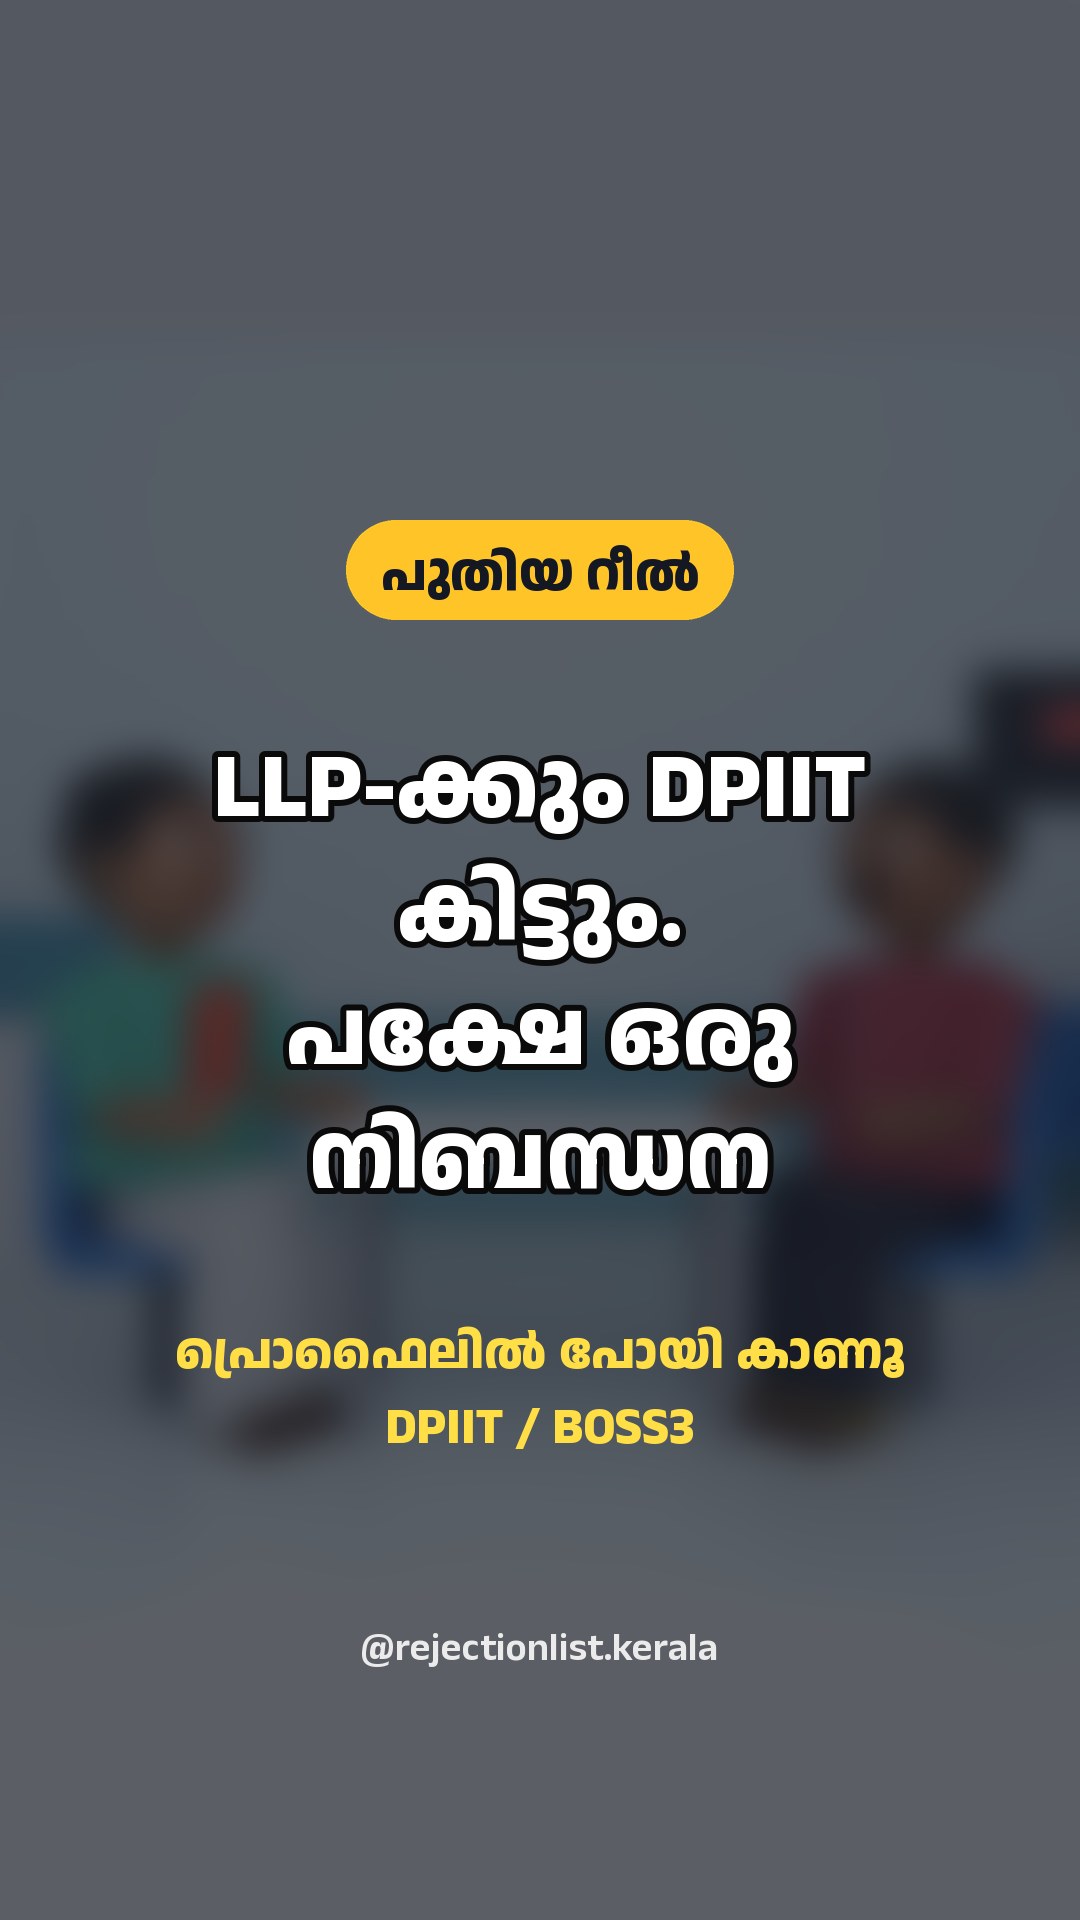 പുതിയ റീൽ
LLP-ക്കും DPIIT
കിട്ടും.
പക്ഷേ ഒരു
നിബന്ധന
പ്രൊഫൈലിൽ പോയി കാണൂ
DPIIT / BOSS3
@rejectionlist.kerala